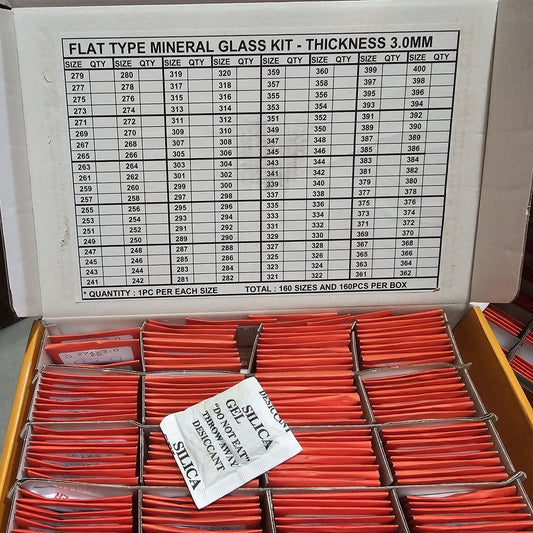 FLAT TYPE MINERAL GLASS KIT - THICKNESS 3.0MM
SIZE QTY SIZE QTY SIZE QTY SIZE QTY SIZE QTY SIZE QTY SIZE QTY SIZE QTY
279 280 319 320 359 360 399 400
277 278 317 318 357 358 397 398
275 276 315 316 355 356 395 396
273 274 313 314 353 354 393 394
271 272 311 312 351 352 391 392
269 270 309 310 349 350 389 390
267 268 307 308 347 348 387 388
265 266 305 306 345 346 385 386
263 264 303 304 343 344 383 384
261 262 301 302 341 342 381 382
259 260 299 300 339 340 379 380
257 258 297 298 337 338 377 378
255 256 295 296 335 336 375 376
253 254 293 294 333 334 373 374
251 252 291 292 331 332 371 372
249 250 289 290 329 330 369 370
247 248 287 288 327 328 367 368
245 246 285 286 325 326 365 366
243 244 283 284 323 324 363 364
241 242 281 282 321 322 361 362
* QUANTITY : 1PC PER EACH SIZE TOTAL : 160 SIZES AND 160PCS PER BOX
SILICA
GEL
"DO NOT EAT"
THROW AWAY
DESICCANT
SILICA
DESICCANT